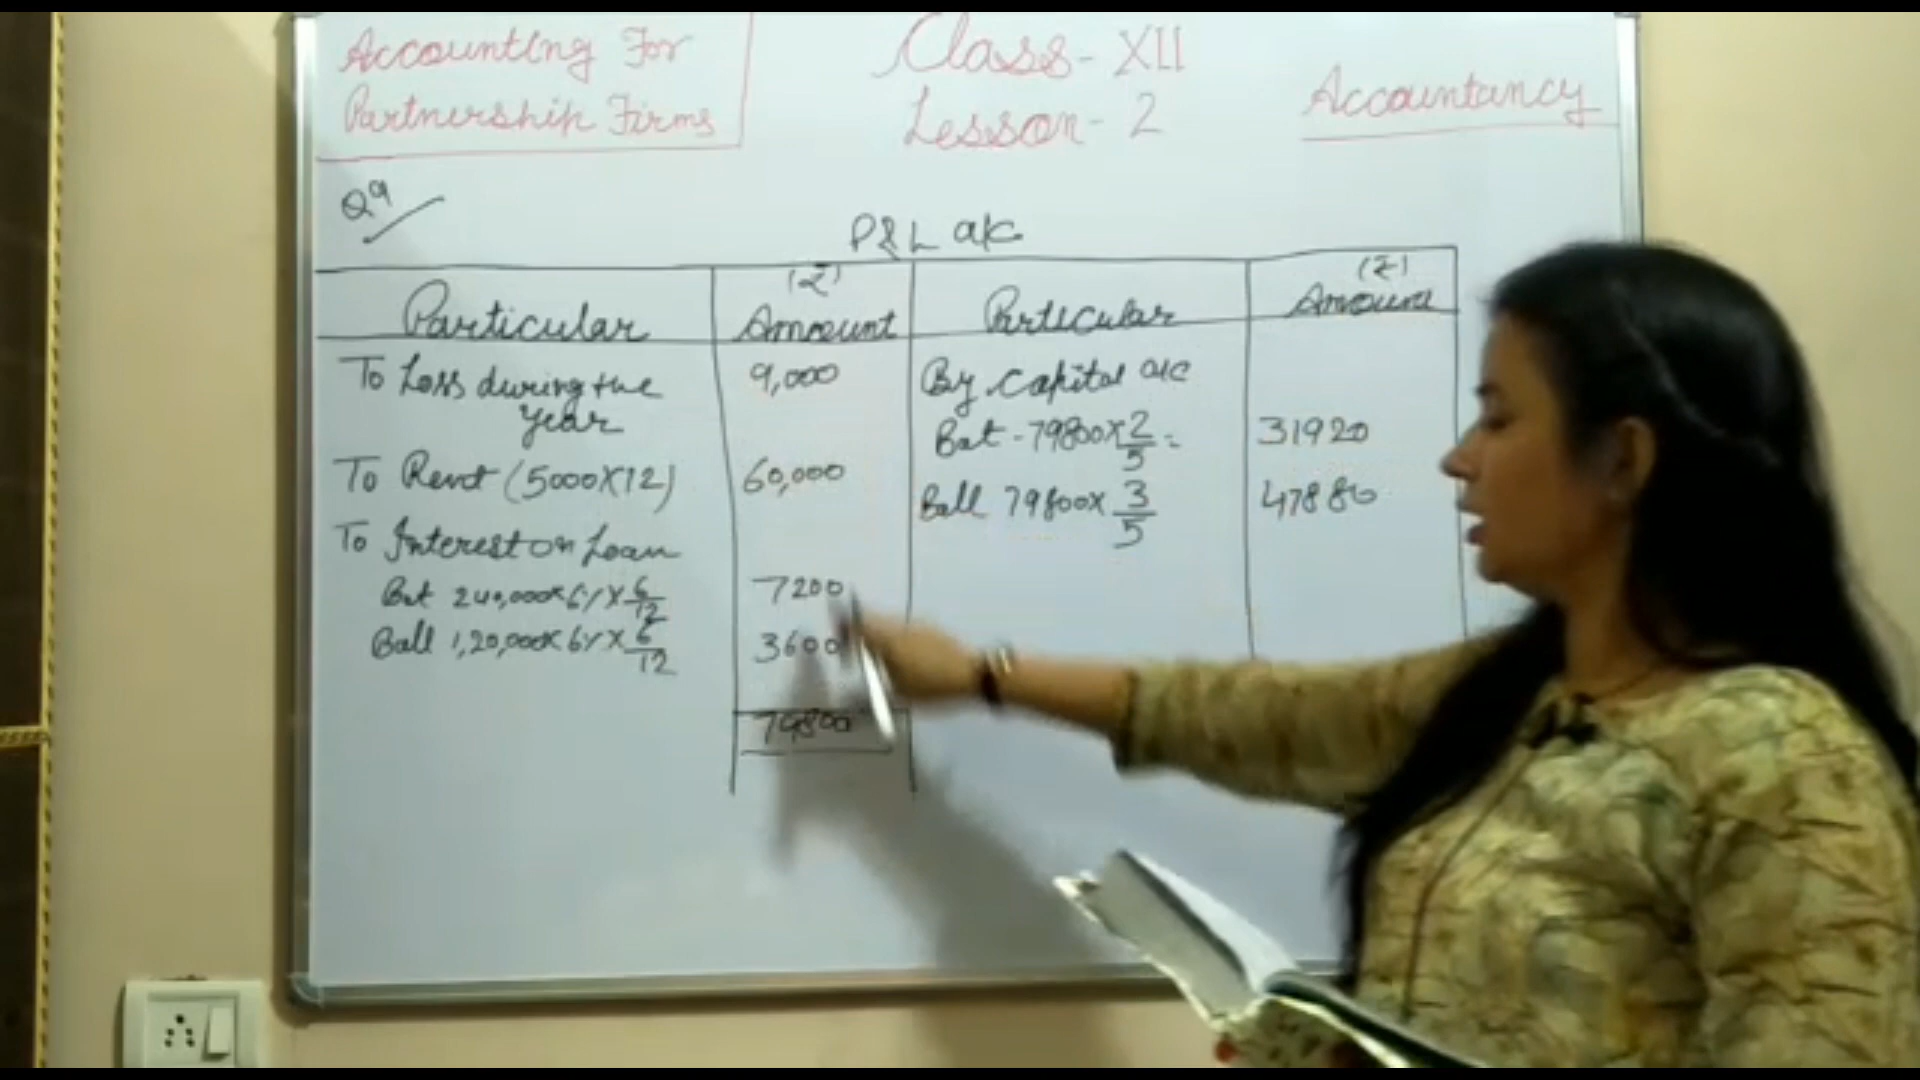 Accounting For
Partnership Firms
Class - XII
Lesson - 2
Accountancy
Q9
P&L a/c
Particular
(₹)
Amount
Particular
(₹)
Amount
To Loss during the
year
9,000
To Rent (5000X12)
60,000
To Interest on Loan
Bat 240,000X6%X6/12
7200
Ball 1,20,000X6%X6/12
3600
79800
By Capital a/c
Bat - 79800X2/5 =
31920
Ball 79800X3/5
47880